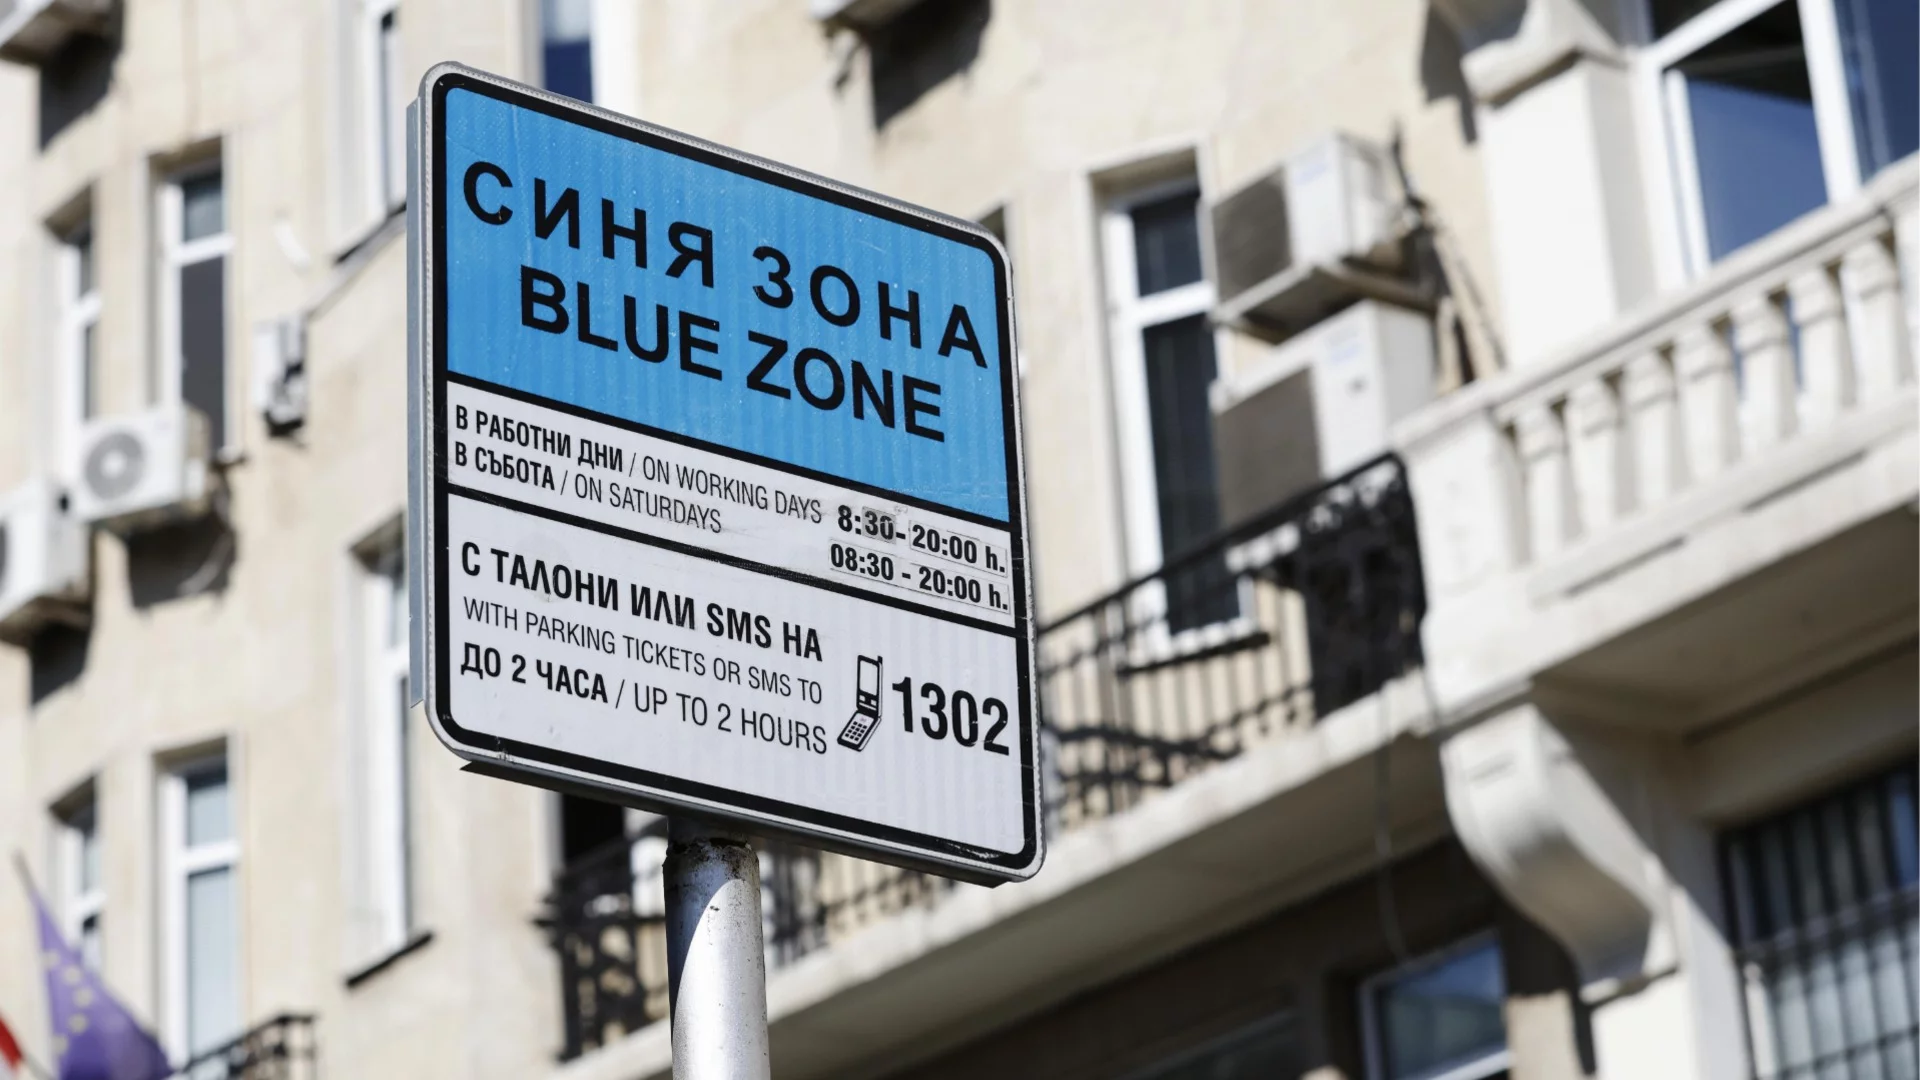 СИНЯ ЗОНА
BLUE ZONE
В РАБОТНИ ДНИ / ON WORKING DAYS 8:30- 20:00 h.
В СЪБОТА / ON SATURDAYS 08:30 - 20:00 h.
С ТАЛОНИ ИЛИ SMS НА
WITH PARKING TICKETS OR SMS TO
1302
ДО 2 ЧАСА / UP TO 2 HOURS